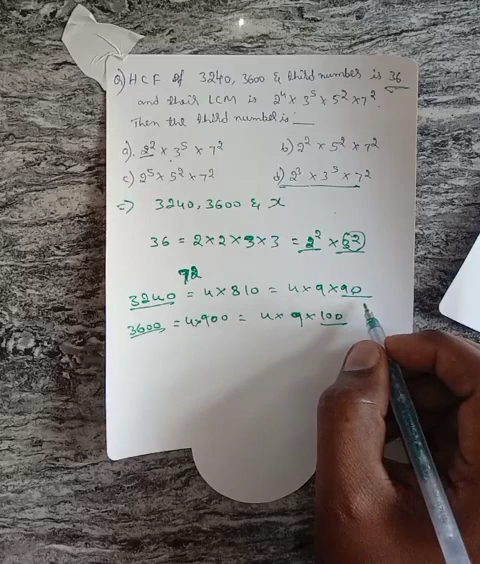 Q) HCF of 3240, 3600 & third number is 36
and their LCM is 2⁴ × 3⁵ × 5² × 7².
Then the third number is: __
a). 2² × 3⁵ × 7²
b) 2² × 5² × 7²
c) 2⁵ × 5² × 7²
d) 2³ × 3⁵ × 7²
=) 3240, 3600 & x
36 = 2×2×3×3 = 2² × 3²
72
3240 = 4×810 = 4×9×90
3600 = 4×900 = 4×9×100